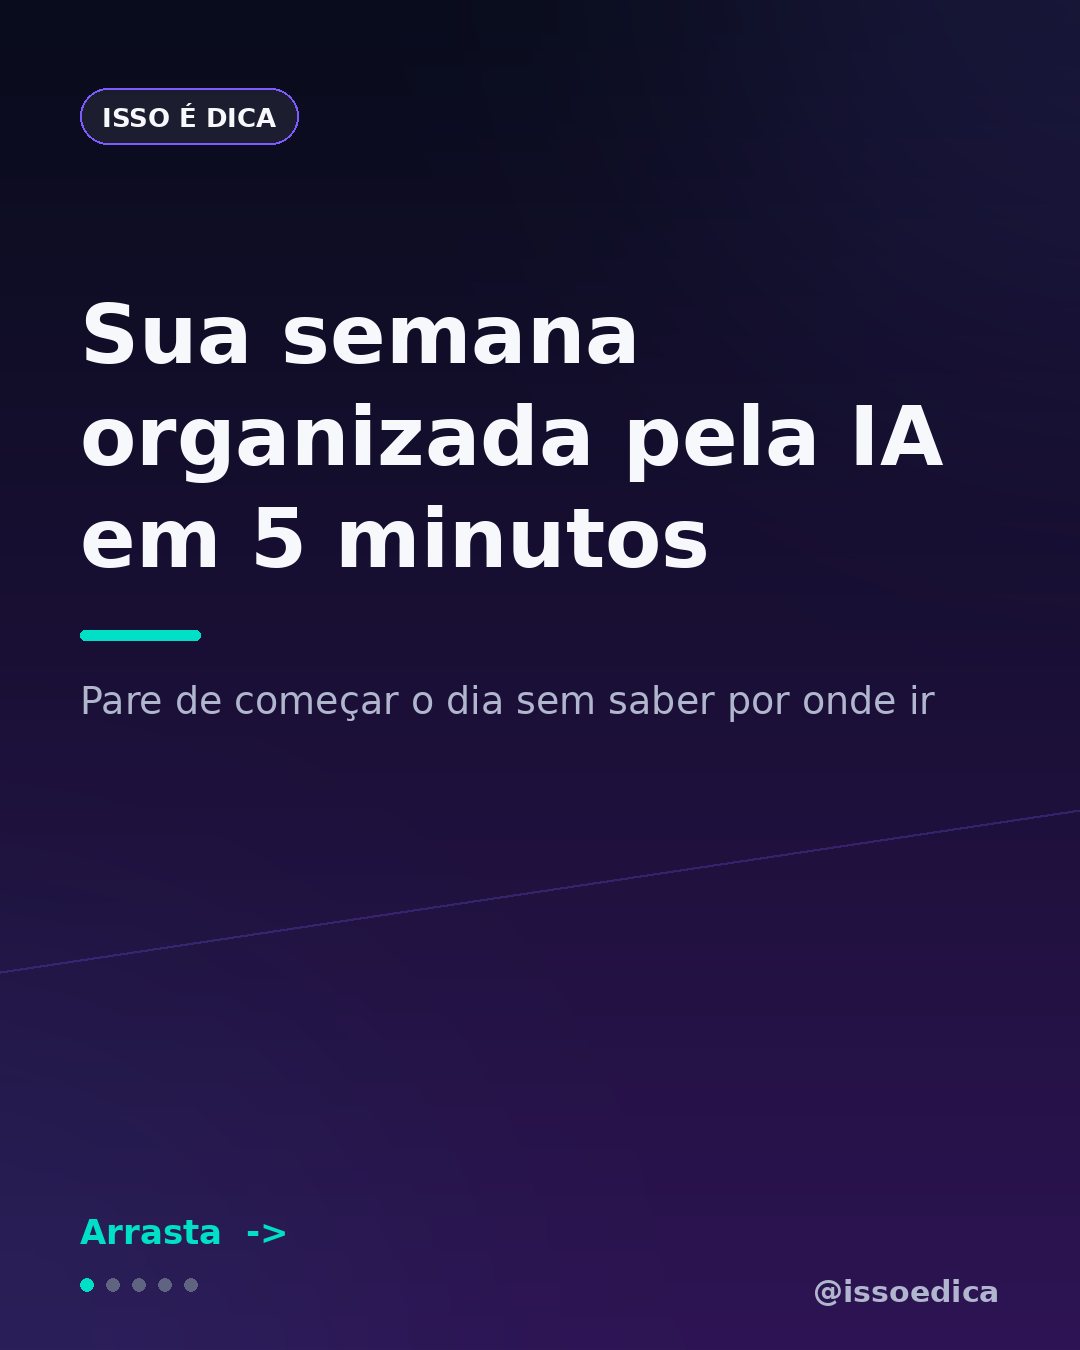 ISSO É DICA
Sua semana
organizada pela IA
em 5 minutos
Pare de começar o dia sem saber por onde ir
Arrasta ->
@issoedica